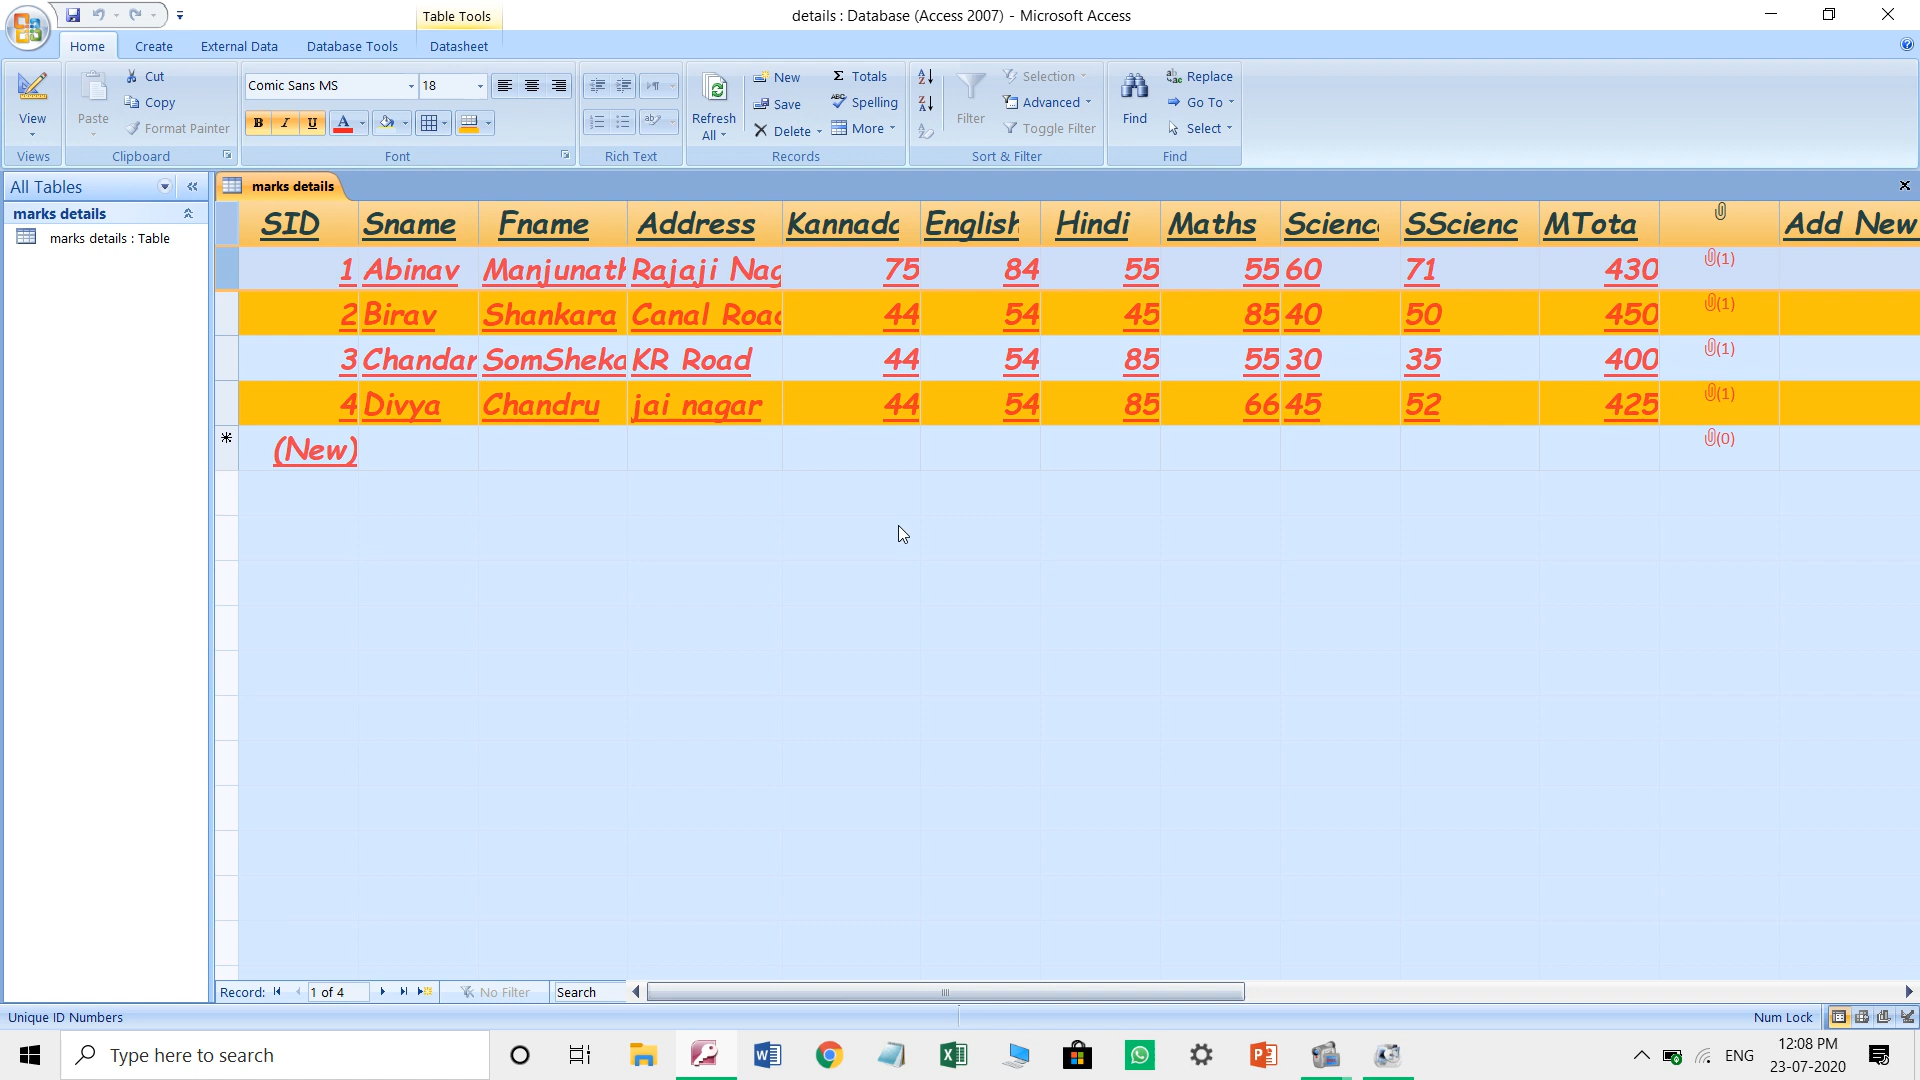 Table Tools
details : Database (Access 2007) - Microsoft Access
Home Create External Data Database Tools Datasheet
View
Views
Paste
Cut
Copy
Format Painter
Clipboard
Comic Sans MS 18
B I U A
Font
Rich Text
Refresh All
New
Save
Delete
Σ Totals
Spelling
More
Records
Filter
Selection
Advanced
Toggle Filter
Sort & Filter
Find
Replace
Go To
Select
Find
All Tables
marks details
marks details : Table
marks details
SID Sname Fname Address Kannada English Hindi Maths Scienc SScienc MTota Add New
1 Abinav Manjunath Rajaji Nag 75 84 55 55 60 71 430 (1)
2 Birav Shankara Canal Road 44 54 45 85 40 50 450 (1)
3 Chandan SomSheka KR Road 44 54 85 55 30 35 400 (1)
4 Divya Chandru jai nagar 44 54 85 66 45 52 425 (1)
* (New) (0)
Record: 1 of 4 No Filter Search
Unique ID Numbers Num Lock
Type here to search
ENG
12:08 PM
23-07-2020